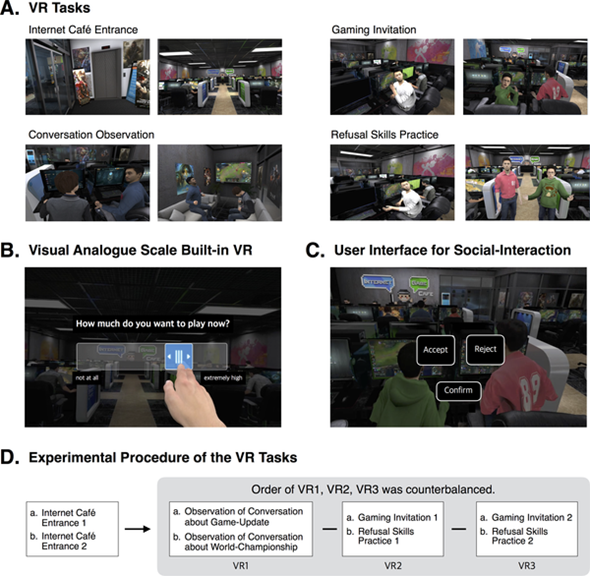 A. VR Tasks
Internet Café Entrance
Gaming Invitation
Conversation Observation
Refusal Skills Practice
B. Visual Analogue Scale Built-in VR
How much do you want to play now?
not at all
extremely high
C. User Interface for Social-Interaction
INTERNET
GAME
CAFE
Accept
Reject
Confirm
88
D. Experimental Procedure of the VR Tasks
a. Internet Café
Entrance 1
b. Internet Café
Entrance 2
Order of VR1, VR2, VR3 was counterbalanced.
a. Observation of Conversation
about Game-Update
b. Observation of Conversation
about World-Championship
VR1
a. Gaming Invitation 1
b. Refusal Skills
Practice 1
VR2
a. Gaming Invitation 2
b. Refusal Skills
Practice 2
VR3